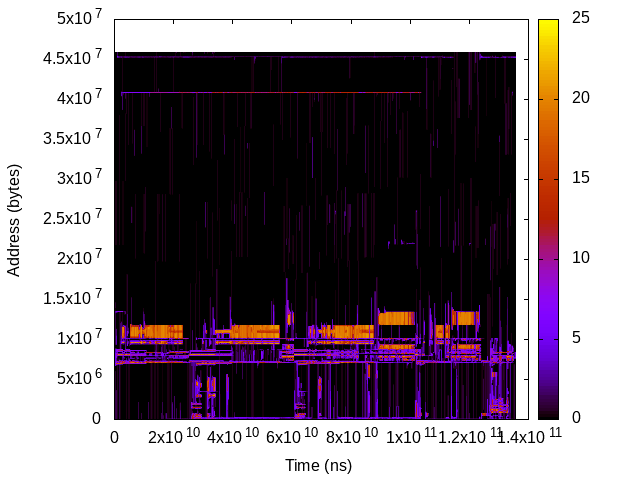 5x10 7
4.5x10 7
4x10 7
3.5x10 7
3x10 7
2.5x10 7
2x10 7
1.5x10 7
1x10 7
5x10 6
0
Address (bytes)
0 2x10 10 4x10 10 6x10 10 8x10 10 1x10 11 1.2x10 11 1.4x10 11
Time (ns)
25
20
15
10
5
0